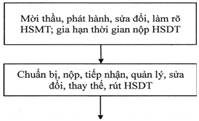 Mời thầu, phát hành, sửa đổi, làm rõ
HSMT; gia hạn thời gian nộp HSDT
Chuẩn bị, nộp, tiếp nhận, quản lý, sửa
đổi, thay thế, rút HSDT